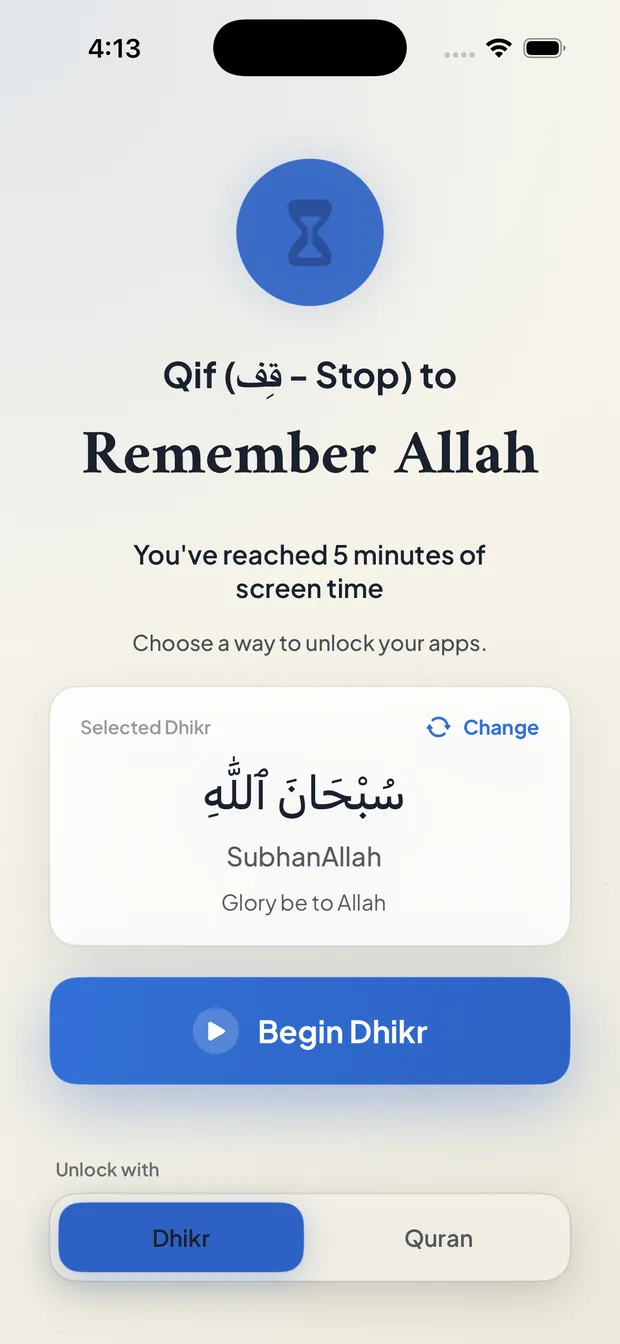 4:13
Qif (قِف – Stop) to
Remember Allah
You've reached 5 minutes of
screen time
Choose a way to unlock your apps.
Selected Dhikr
Change
سُبْحَانَ ٱللَّهِ
SubhanAllah
Glory be to Allah
Begin Dhikr
Unlock with
Dhikr
Quran